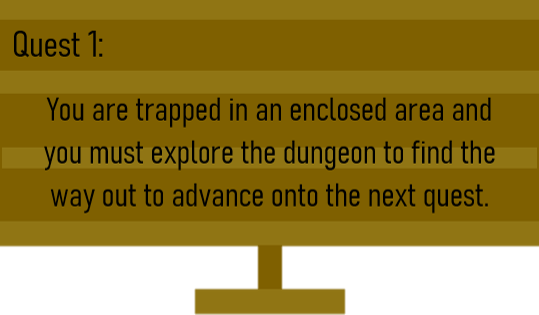 Quest 1:
You are trapped in an enclosed area and
you must explore the dungeon to find the
way out to advance onto the next quest.